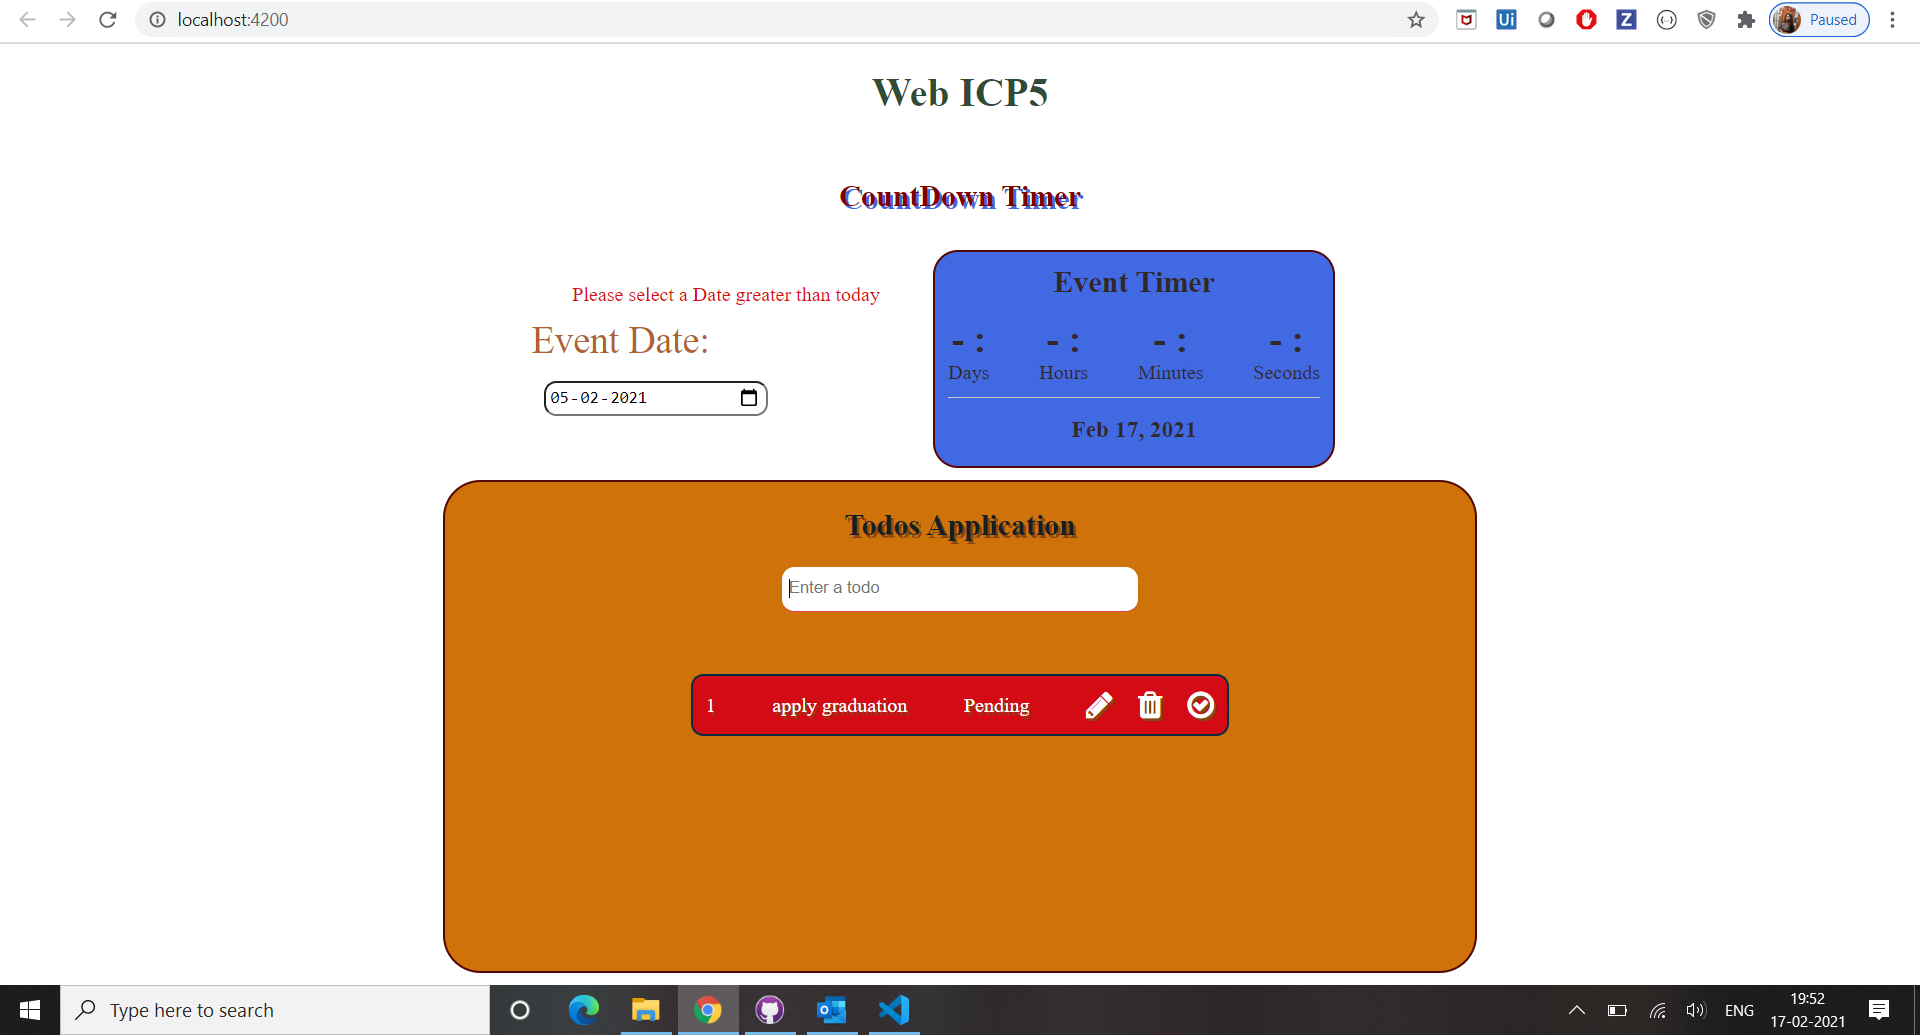 localhost:4200
Ui
Z
Paused
Web ICP5
CountDown Timer
Please select a Date greater than today
Event Date:
05-02-2021
Event Timer
- : - : - : - :
Days Hours Minutes Seconds
Feb 17, 2021
Todos Application
Enter a todo
1 apply graduation Pending
Type here to search
ENG
19:52
17-02-2021